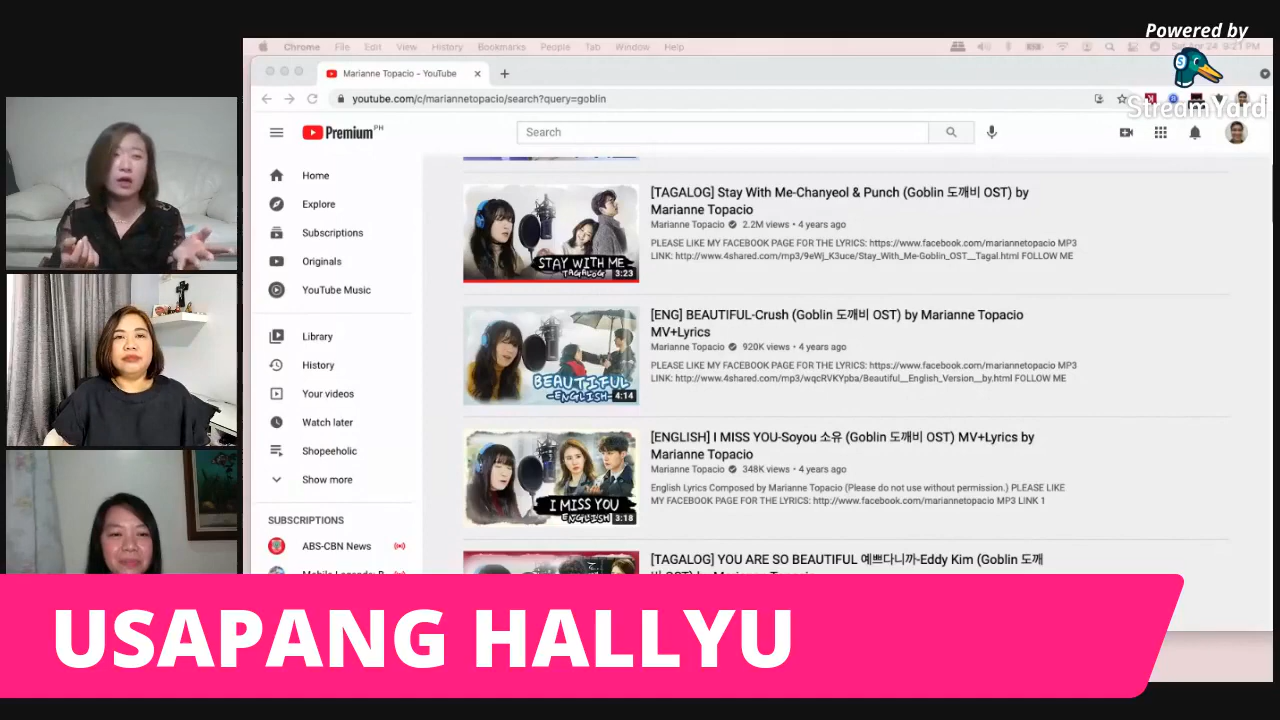 Powered by
StreamYard
Chrome File Edit View History Bookmarks People Tab Window Help
Sat Apr 24 9:21 PM
Marianne Topacio - YouTube
youtube.com/c/mariannetopacio/search?query=goblin
Premium PH
Search
Home
Explore
Subscriptions
Originals
YouTube Music
Library
History
Your videos
Watch later
Shopeeholic
Show more
SUBSCRIPTIONS
ABS-CBN News
STAY WITH ME
TAGALOG
3:23
[TAGALOG] Stay With Me-Chanyeol & Punch (Goblin 도깨비 OST) by
Marianne Topacio
Marianne Topacio 2.2M views • 4 years ago
PLEASE LIKE MY FACEBOOK PAGE FOR THE LYRICS: https://www.facebook.com/mariannetopacio MP3
LINK: http://www.4shared.com/mp3/9eWj_K3uce/Stay_With_Me-Goblin_OST__Tagal.html FOLLOW ME
BEAUTIFUL
-ENGLISH-
4:14
[ENG] BEAUTIFUL-Crush (Goblin 도깨비 OST) by Marianne Topacio
MV+Lyrics
Marianne Topacio 920K views • 4 years ago
PLEASE LIKE MY FACEBOOK PAGE FOR THE LYRICS: https://www.facebook.com/mariannetopacio MP3
LINK: http://www.4shared.com/mp3/wqcRVKYpba/Beautiful__English_Version__by.html FOLLOW ME
I MISS YOU
ENGLISH
3:18
[ENGLISH] I MISS YOU-Soyou 소유 (Goblin 도깨비 OST) MV+Lyrics by
Marianne Topacio
Marianne Topacio 348K views • 4 years ago
English Lyrics Composed by Marianne Topacio (Please do not use without permission.) PLEASE LIKE
MY FACEBOOK PAGE FOR THE LYRICS: http://www.facebook.com/mariannetopacio MP3 LINK 1
[TAGALOG] YOU ARE SO BEAUTIFUL 예쁘다니까-Eddy Kim (Goblin 도깨
USAPANG HALLYU